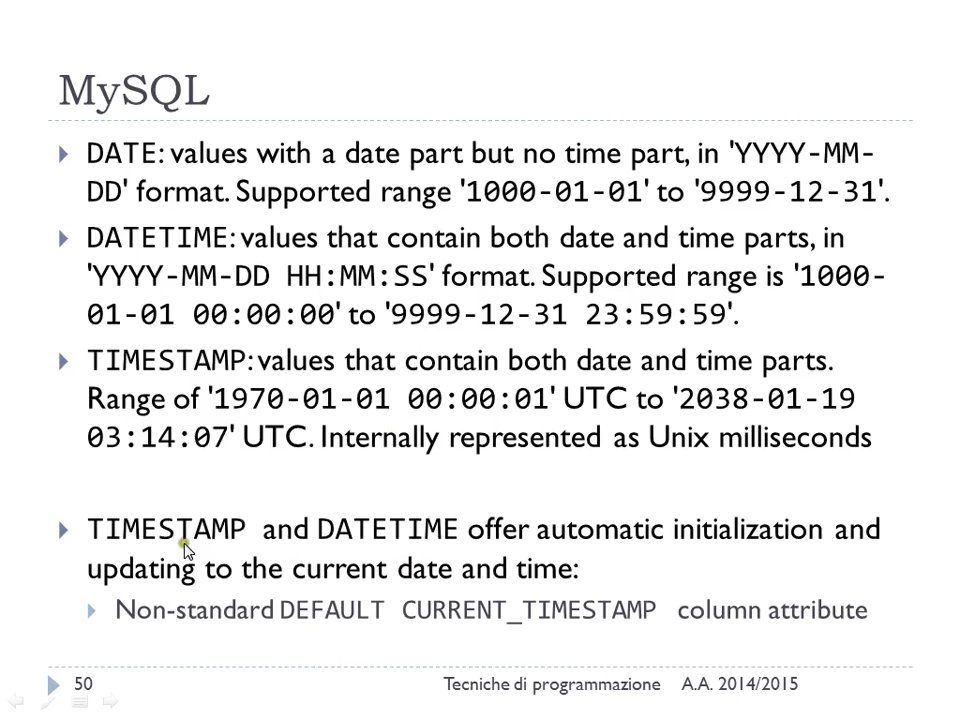 MySQL
DATE: values with a date part but no time part, in 'YYYY-MM-
DD' format. Supported range '1000-01-01' to '9999-12-31'.
DATETIME: values that contain both date and time parts, in
'YYYY-MM-DD HH:MM:SS' format. Supported range is '1000-
01-01 00:00:00' to '9999-12-31 23:59:59'.
TIMESTAMP: values that contain both date and time parts.
Range of '1970-01-01 00:00:01' UTC to '2038-01-19
03:14:07' UTC. Internally represented as Unix milliseconds
TIMESTAMP and DATETIME offer automatic initialization and
updating to the current date and time:
Non-standard DEFAULT CURRENT_TIMESTAMP column attribute
50 Tecniche di programmazione A.A. 2014/2015